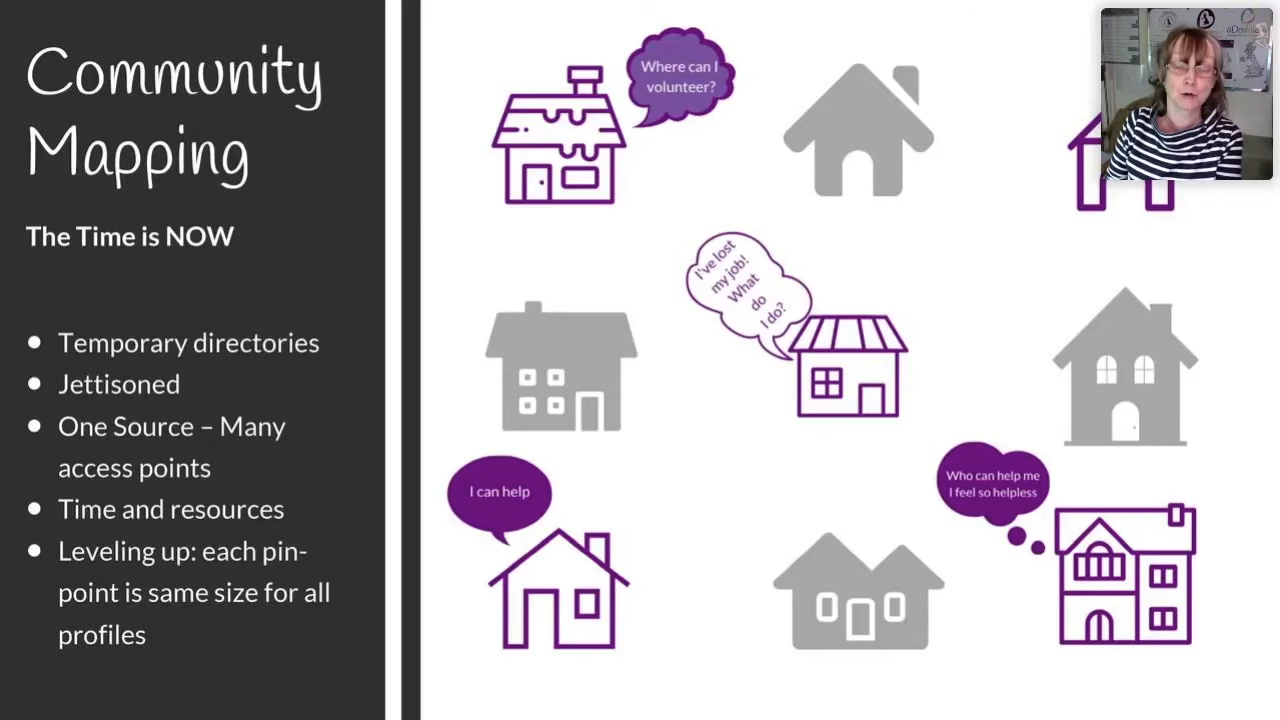 Community
Mapping
The Time is NOW
Temporary directories
Jettisoned
One Source – Many
access points
Time and resources
Leveling up: each pin-
point is same size for all
profiles
Where can I
volunteer?
I've lost
my job!
What
do
I do?
I can help
Who can help me
I feel so helpless